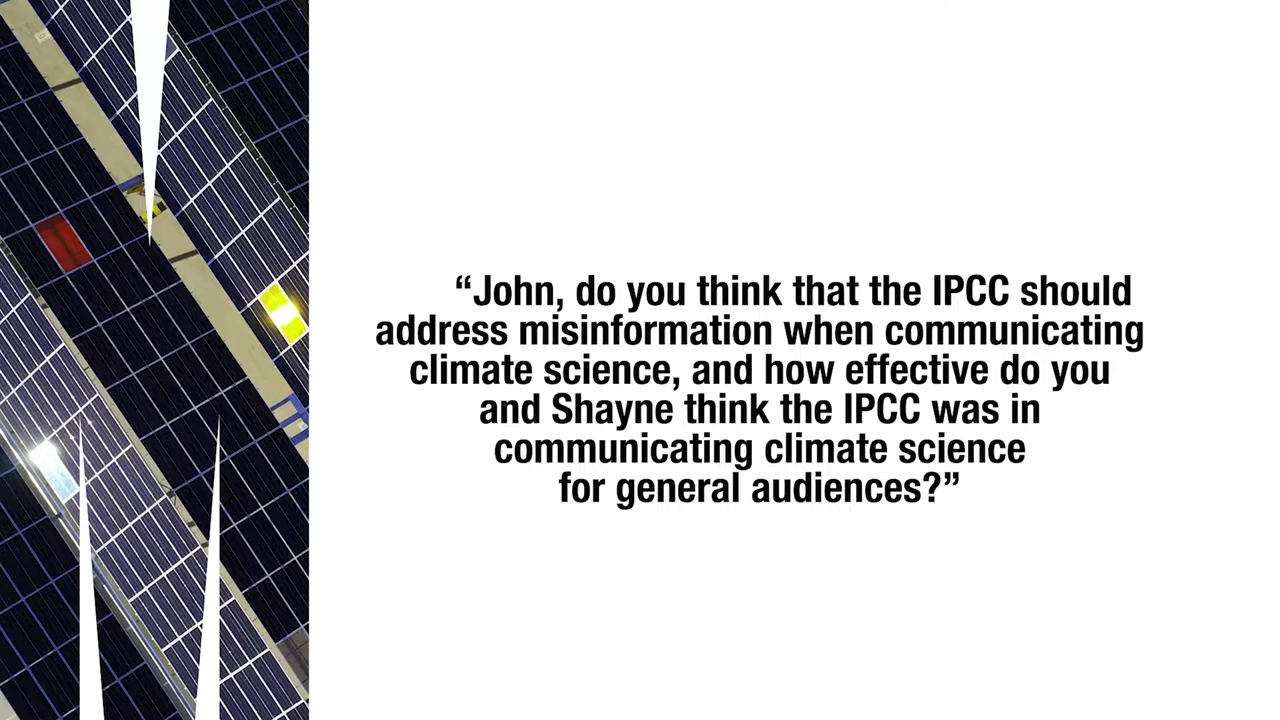 “John, do you think that the IPCC should
address misinformation when communicating
climate science, and how effective do you
and Shayne think the IPCC was in
communicating climate science
for general audiences?”